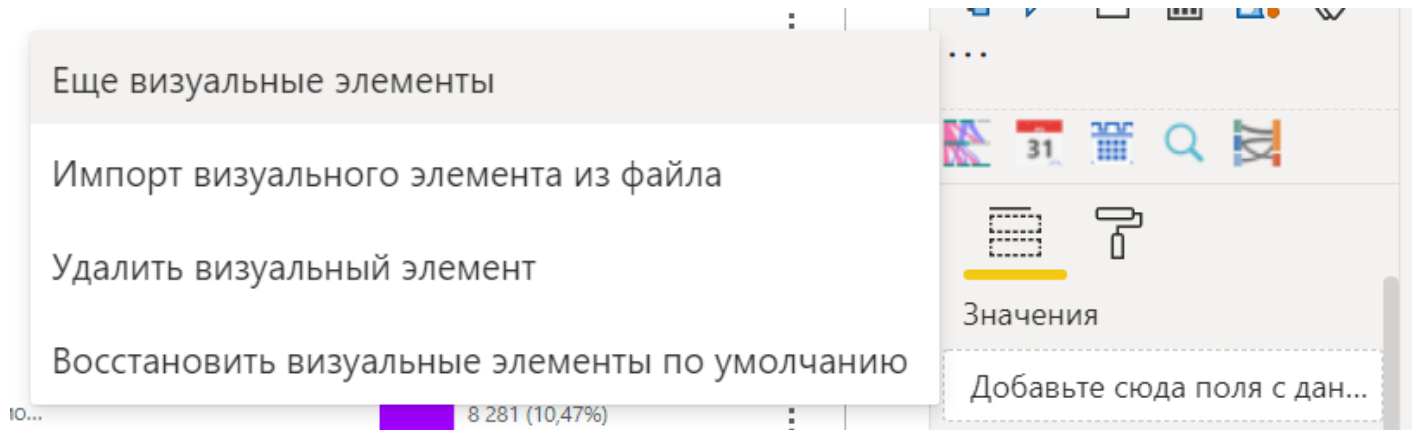 Еще визуальные элементы
Импорт визуального элемента из файла
Удалить визуальный элемент
Восстановить визуальные элементы по умолчанию
8 281 (10,47%)
31
Значения
Добавьте сюда поля с дан...